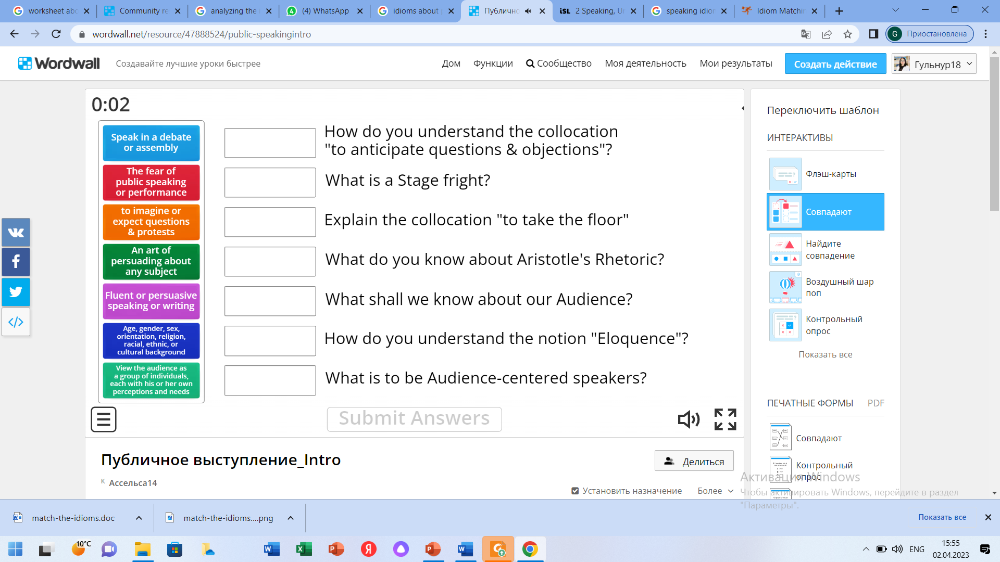 worksheet abo
Community re
analyzing the i
(4) WhatsApp
idioms about p
Публично
iSL
2 Speaking, U
speaking idiom
Idiom Matchin
wordwall.net/resource/47888524/public-speakingintro
G
Приостановлена
Wordwall
Создавайте лучшие уроки быстрее
Дом
Функции
Сообщество
Моя деятельность
Мои результаты
Создать действие
Гульнур18
0:02
Speak in a debate
or assembly
The fear of
public speaking
or performance
to imagine or
expect questions
& protests
An art of
persuading about
any subject
Fluent or persuasive
speaking or writing
Age, gender, sex,
orientation, religion,
racial, ethnic, or
cultural background
View the audience as
a group of individuals,
each with his or her own
perceptions and needs
How do you understand the collocation
"to anticipate questions & objections"?
What is a Stage fright?
Explain the collocation "to take the floor"
What do you know about Aristotle's Rhetoric?
What shall we know about our Audience?
How do you understand the notion "Eloquence"?
What is to be Audience-centered speakers?
Submit Answers
Переключить шаблон
ИНТЕРАКТИВЫ
Флэш-карты
Совпадают
Найдите
совпадение
Воздушный шар
поп
Контрольный
опрос
Показать все
ПЕЧАТНЫЕ ФОРМЫ
PDF
Совпадают
Контрольный
опрос
Публичное выступление_Intro
К Ассельса14
Делиться
Установить назначение
Более
Активация Windows
Чтобы активировать Windows, перейдите в раздел
"Параметры".
match-the-idioms.doc
match-the-idioms....png
Показать все
10°C
ENG
15:55
02.04.2023